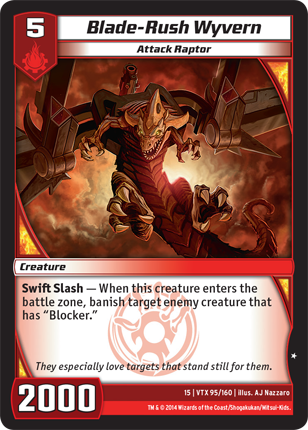 5
Blade-Rush Wyvern
Attack Raptor
Creature
Swift Slash — When this creature enters the
battle zone, banish target enemy creature that
has “Blocker.”
They especially love targets that stand still for them.
2000
15 | VTX 95/160 | illus. AJ Nazzaro
TM & © 2014 Wizards of the Coast/Shogakukan/Mitsui-Kids.